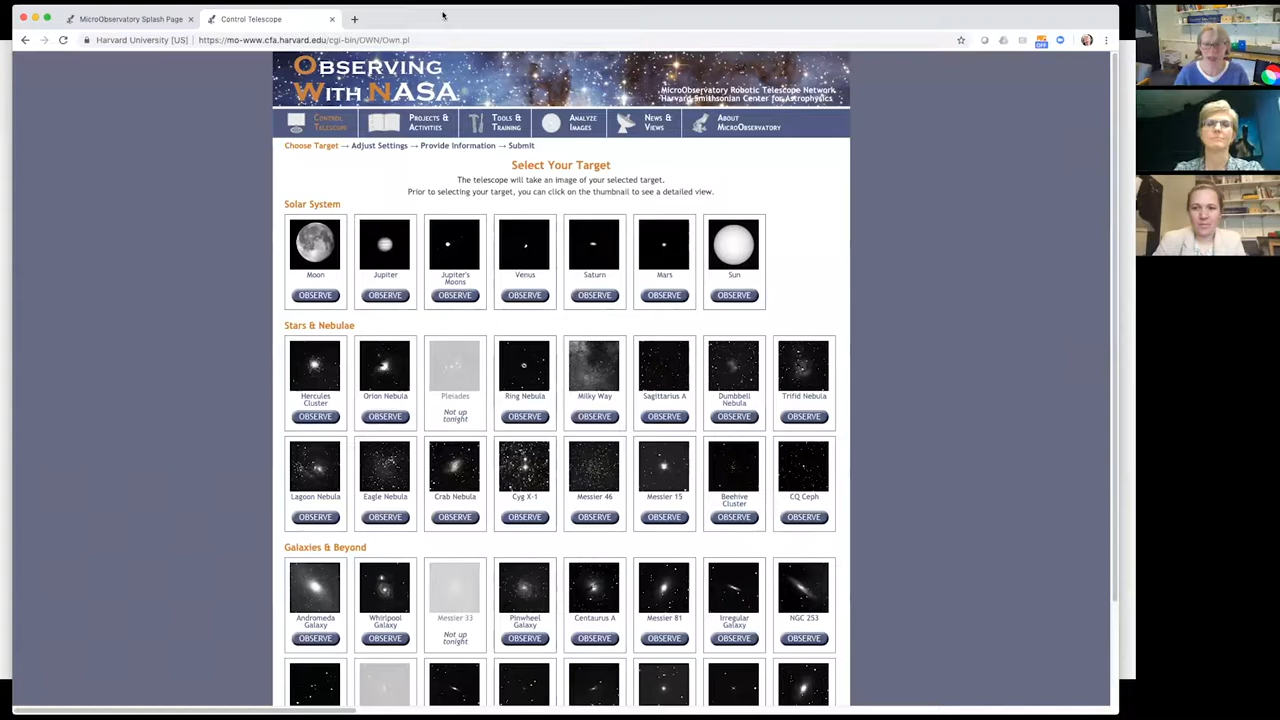 MicroObservatory Splash Page
Control Telescope
Harvard University [US]
https://mo-www.cfa.harvard.edu/cgi-bin/OWN/Own.pl
OFF
OBSERVING
WITH NASA
MicroObservatory Robotic Telescope Network
Harvard Smithsonian Center for Astrophysics
CONTROL
TELESCOPE
PROJECTS &
ACTIVITIES
TOOLS &
TRAINING
ANALYZE
IMAGES
NEWS &
VIEWS
ABOUT
MICROOBSERVATORY
Choose Target → Adjust Settings → Provide Information → Submit
Select Your Target
The telescope will take an image of your selected target.
Prior to selecting your target, you can click on the thumbnail to see a detailed view.
Solar System
Moon
Jupiter
Jupiter's
Moons
Venus
Saturn
Mars
Sun
OBSERVE OBSERVE OBSERVE OBSERVE OBSERVE OBSERVE OBSERVE
Stars & Nebulae
Hercules
Cluster
Orion Nebula
Pleiades
Not up
tonight
Ring Nebula
Milky Way
Sagittarius A
Dumbbell
Nebula
Trifid Nebula
OBSERVE OBSERVE OBSERVE OBSERVE OBSERVE OBSERVE OBSERVE
Lagoon Nebula
Eagle Nebula
Crab Nebula
Cyg X-1
Messier 46
Messier 15
Beehive
Cluster
CQ Ceph
OBSERVE OBSERVE OBSERVE OBSERVE OBSERVE OBSERVE OBSERVE OBSERVE
Galaxies & Beyond
Andromeda
Galaxy
Whirlpool
Galaxy
Messier 33
Not up
tonight
Pinwheel
Galaxy
Centaurus A
Messier 81
Irregular
Galaxy
NGC 253
OBSERVE OBSERVE OBSERVE OBSERVE OBSERVE OBSERVE OBSERVE